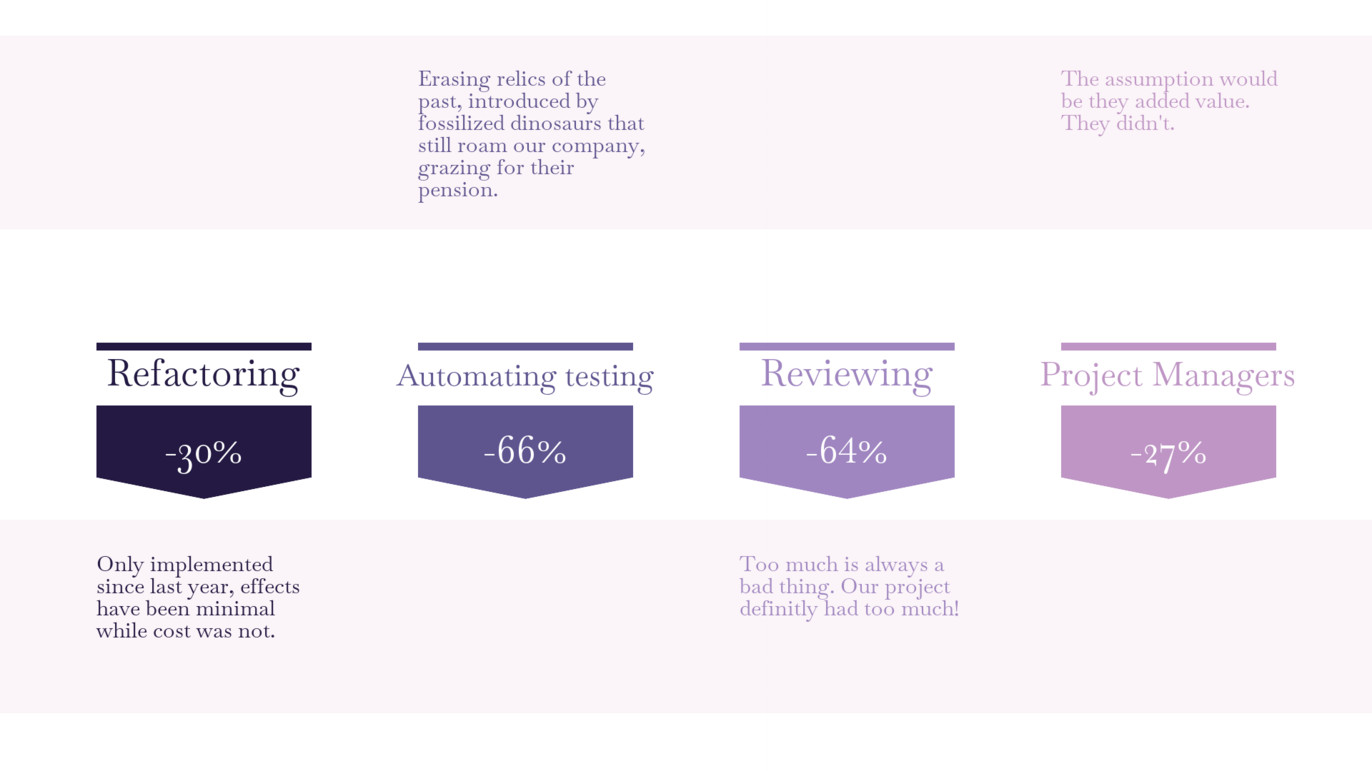 Erasing relics of the
past, introduced by
fossilized dinosaurs that
still roam our company,
grazing for their
pension.
The assumption would
be they added value.
They didn't.
Refactoring
-30%
Automating testing
-66%
Reviewing
-64%
Project Managers
-27%
Only implemented
since last year, effects
have been minimal
while cost was not.
Too much is always a
bad thing. Our project
definitly had too much!